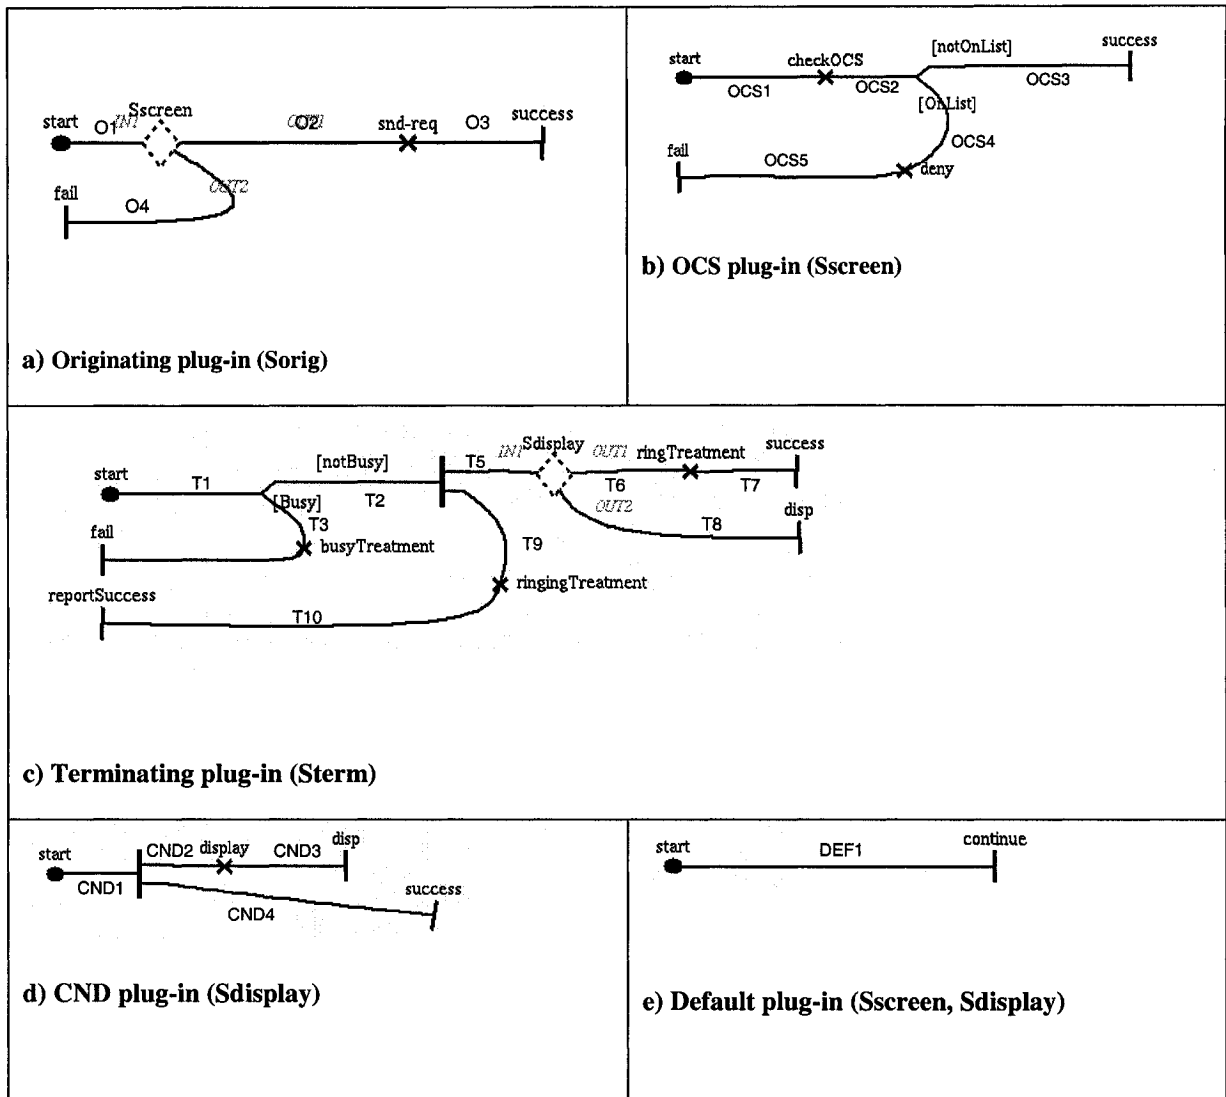 start
O1
IN1
Sscreen
OUT1
O2
snd-req
O3
success
OUT2
fail
O4
a) Originating plug-in (Sorig)
start
checkOCS
[notOnList]
success
OCS1
OCS2
OCS3
[OnList]
OCS4
fail
OCS5
deny
b) OCS plug-in (Sscreen)
start
T1
[notBusy]
T2
T5
IN1
Sdisplay
OUT1
ringTreatment
success
T6
T7
[Busy]
T3
OUT2
T8
disp
fail
busyTreatment
T9
reportSuccess
ringingTreatment
T10
c) Terminating plug-in (Sterm)
start
CND2
display
CND3
disp
CND1
CND4
success
d) CND plug-in (Sdisplay)
start
DEF1
continue
e) Default plug-in (Sscreen, Sdisplay)